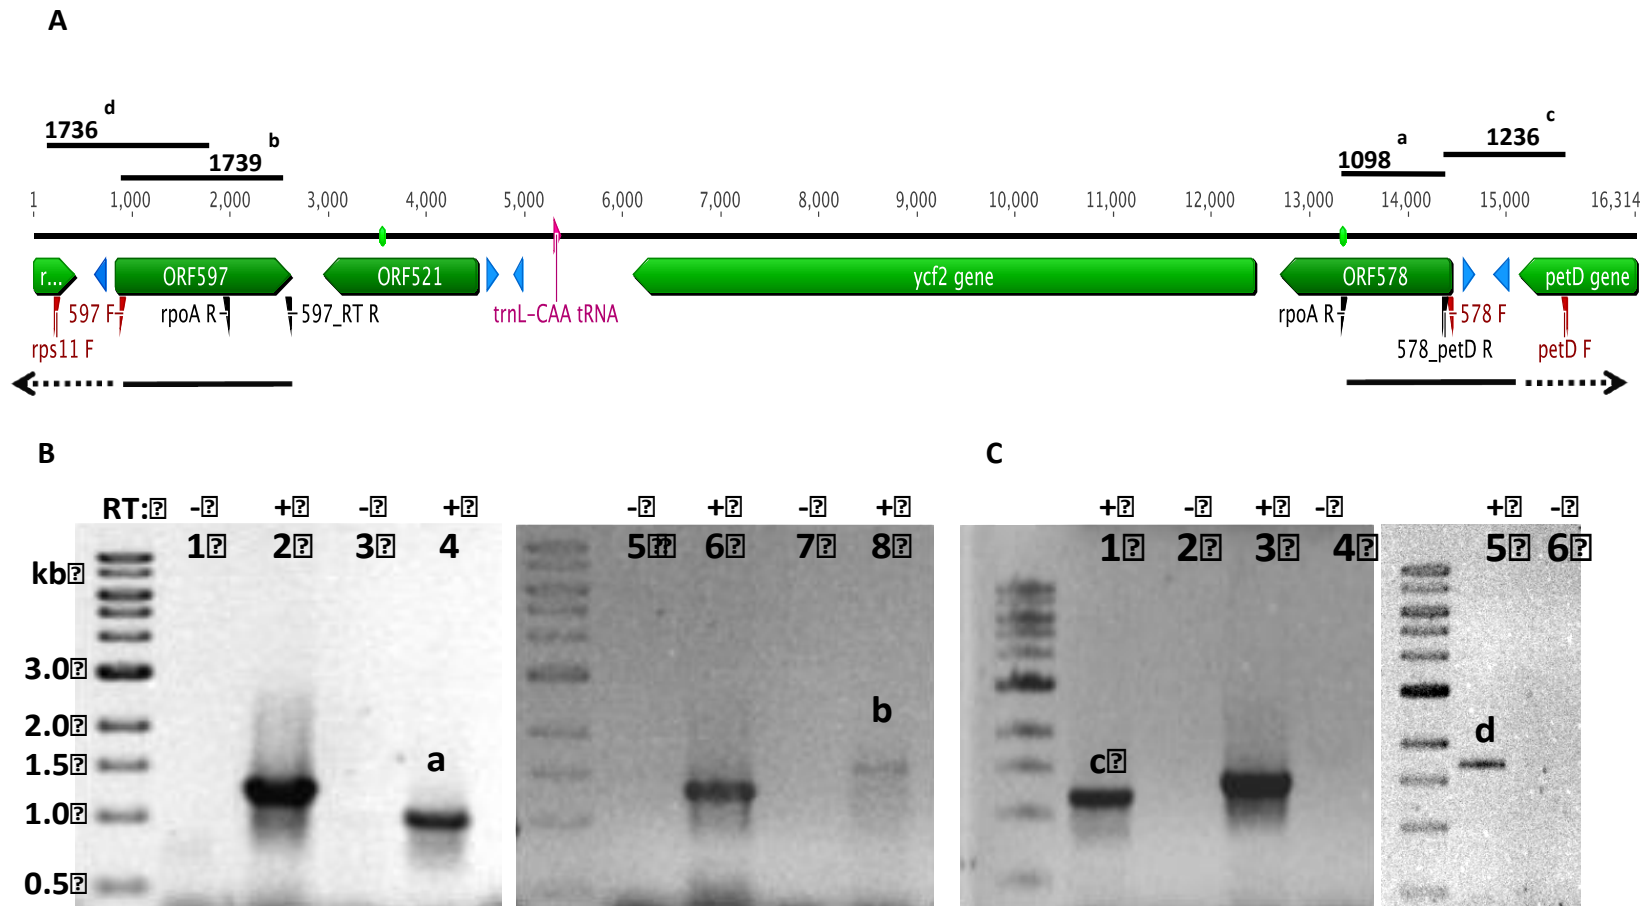 A
d
1736
b
1739
c
1236
a
1098
1 1,000 2,000 3,000 4,000 5,000 6,000 7,000 8,000 9,000 10,000 11,000 12,000 13,000 14,000 15,000 16,314
r... ORF597 ORF521 ycf2 gene ORF578 petD gene
597 F rpoA R 597_RT R trnL-CAA tRNA rpoA R 578 F
rps11 F 578_petD R petD F
B C
RT: - + - + - + - + + - + - + -
1 2 3 4 5 6 7 8 1 2 3 4 5 6
kb
3.0
2.0
1.5
1.0
0.5
a
b
c
d